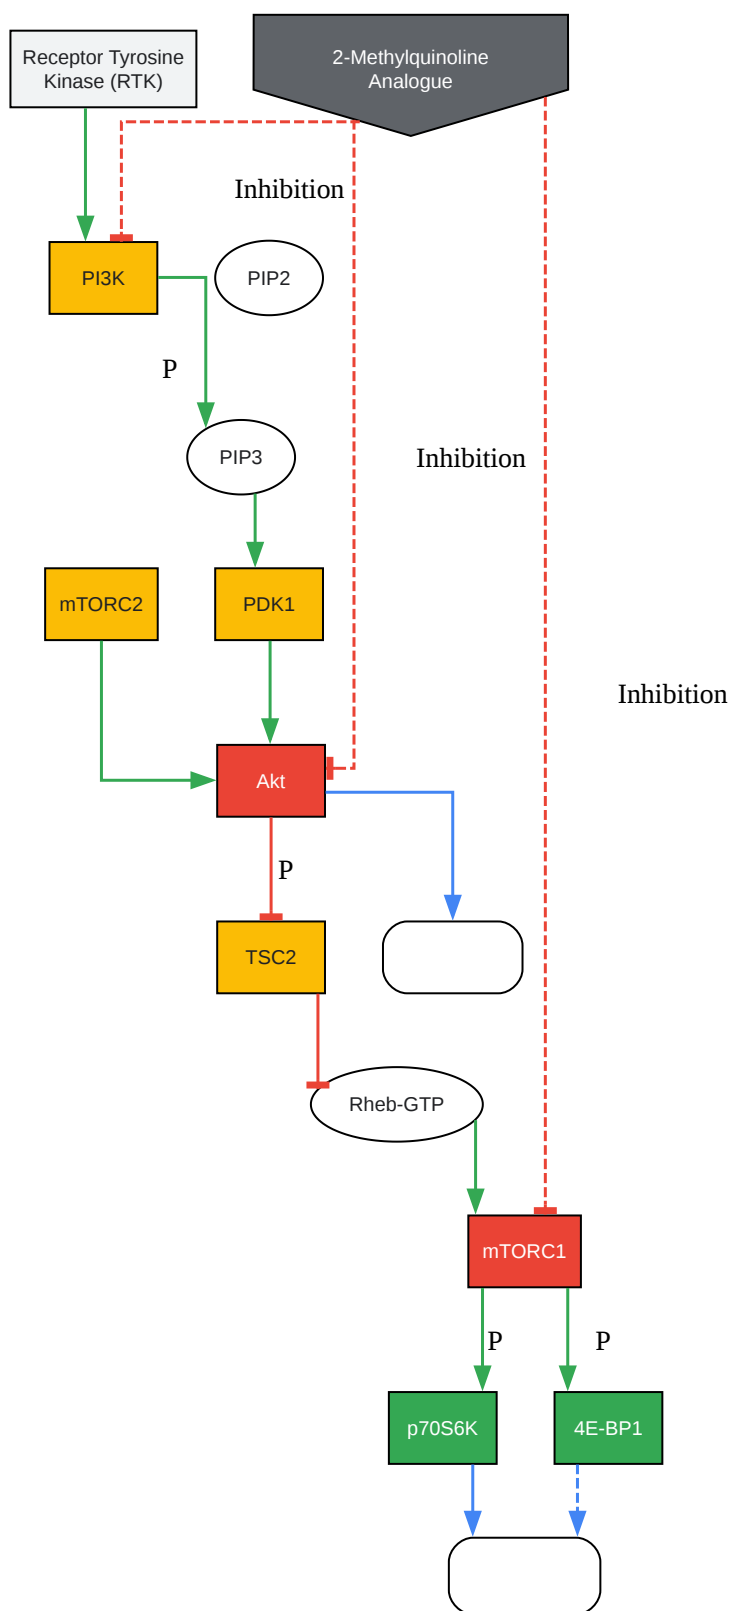 Receptor Tyrosine
Kinase (RTK)
2-Methylquinoline
Analogue
Inhibition
PI3K
PIP2
P
Inhibition
PIP3
mTORC2
PDK1
Inhibition
Akt
P
TSC2
Rheb-GTP
mTORC1
P
P
p70S6K
4E-BP1